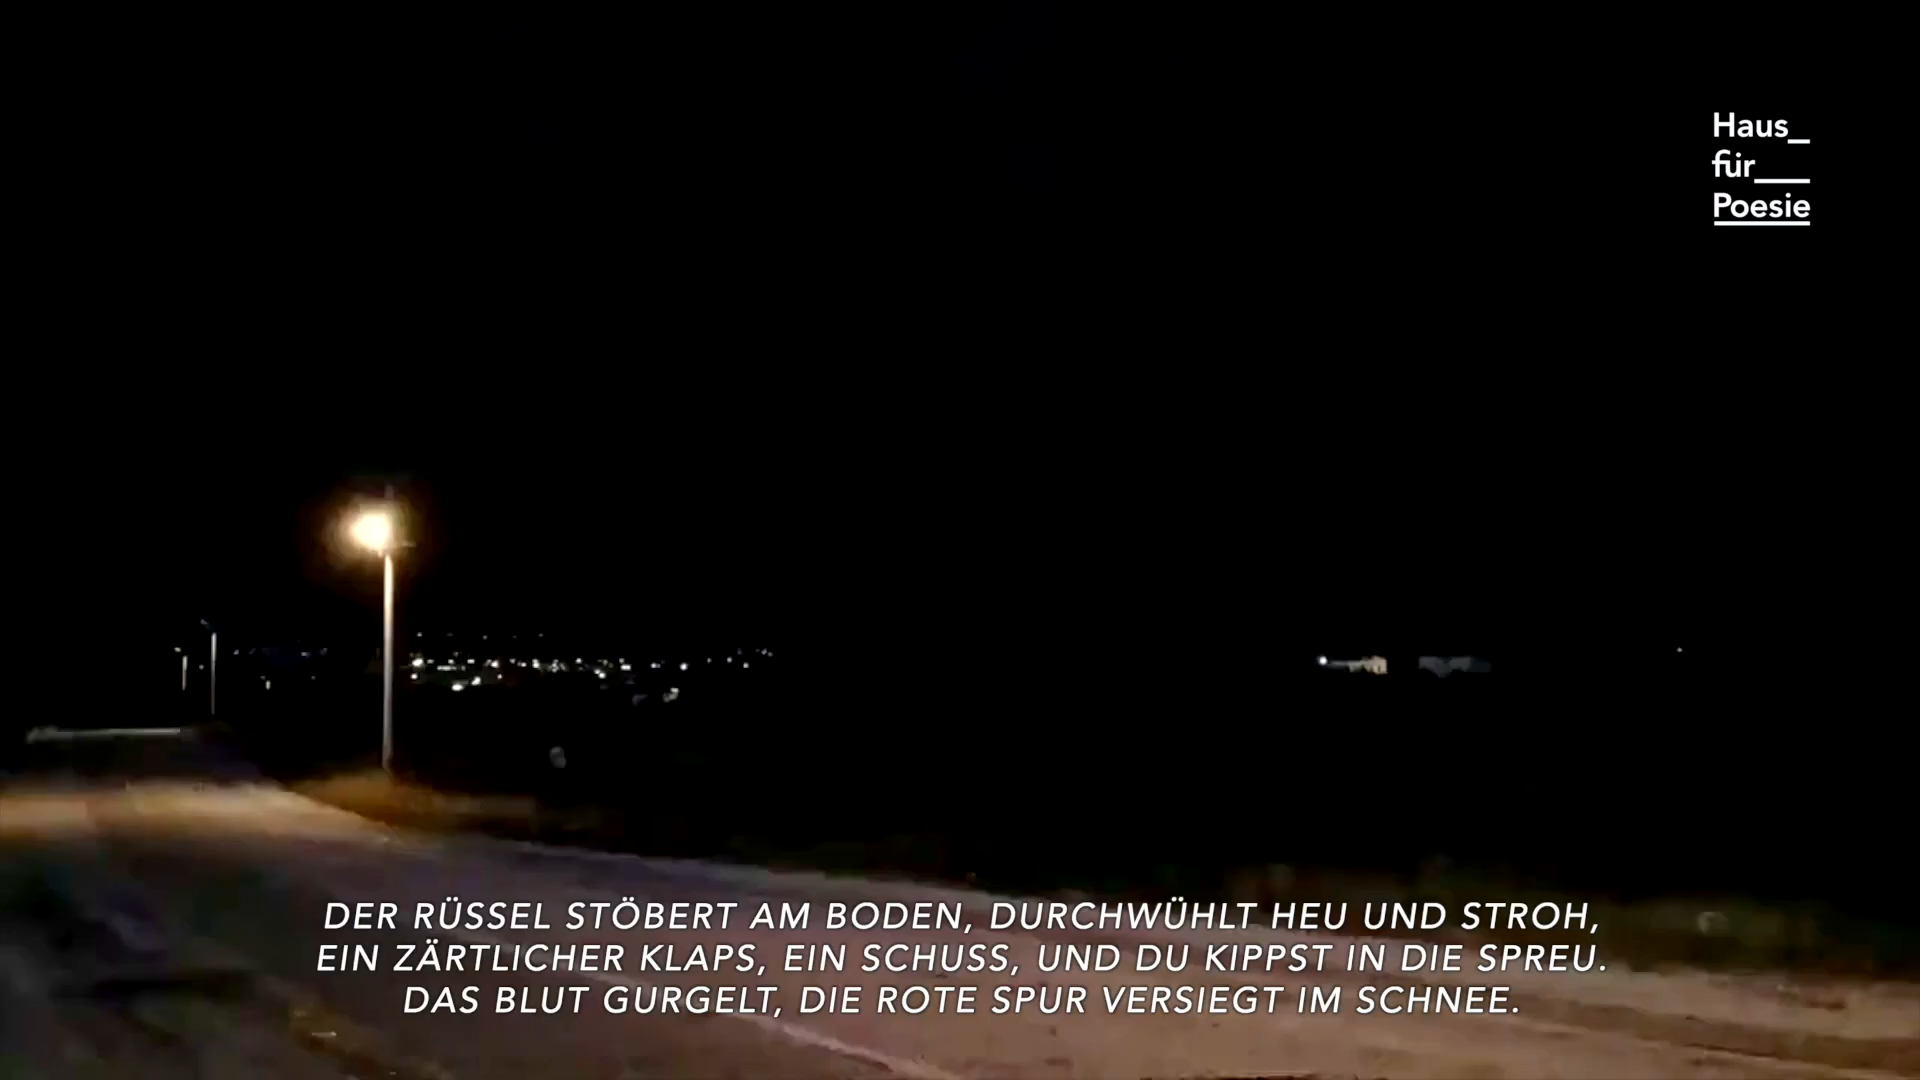 Haus_
für___
Poesie
DER RÜSSEL STÖBERT AM BODEN, DURCHWÜHLT HEU UND STROH,
EIN ZÄRTLICHER KLAPS, EIN SCHUSS, UND DU KIPPST IN DIE SPREU.
DAS BLUT GURGELT, DIE ROTE SPUR VERSIEGT IM SCHNEE.